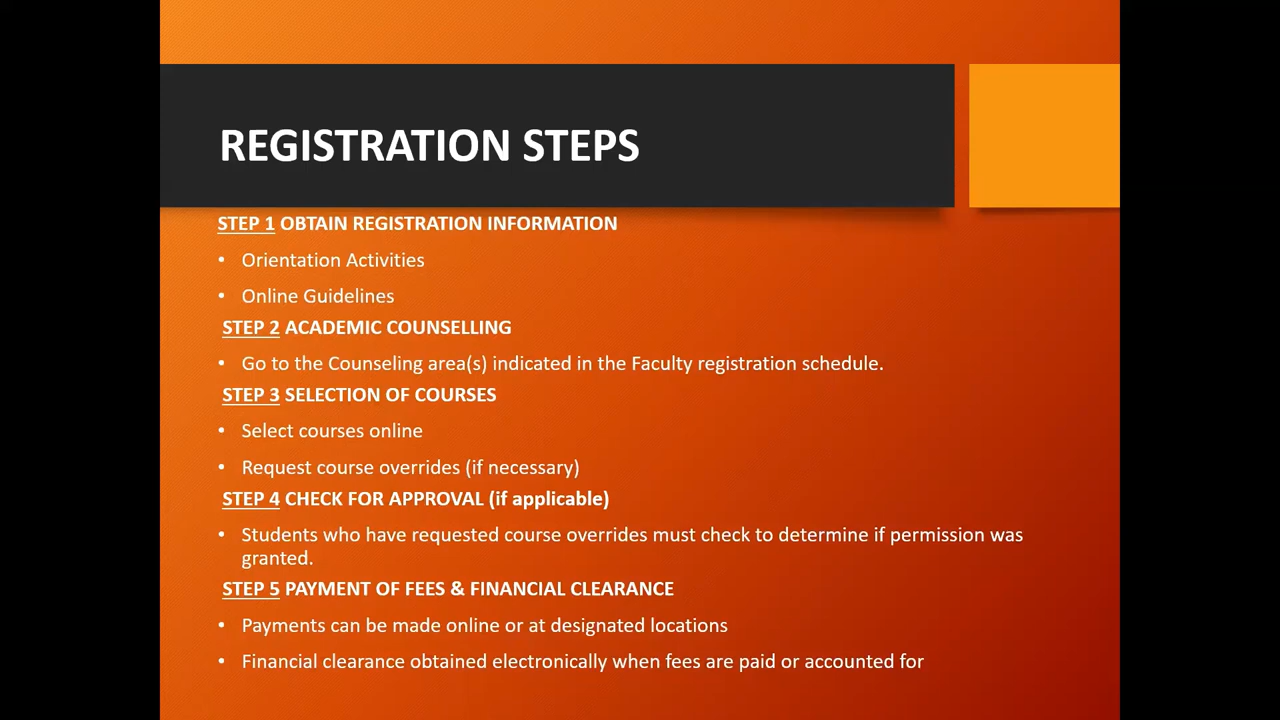 REGISTRATION STEPS
STEP 1 OBTAIN REGISTRATION INFORMATION
• Orientation Activities
• Online Guidelines
STEP 2 ACADEMIC COUNSELLING
• Go to the Counseling area(s) indicated in the Faculty registration schedule.
STEP 3 SELECTION OF COURSES
• Select courses online
• Request course overrides (if necessary)
STEP 4 CHECK FOR APPROVAL (if applicable)
• Students who have requested course overrides must check to determine if permission was
granted.
STEP 5 PAYMENT OF FEES & FINANCIAL CLEARANCE
• Payments can be made online or at designated locations
• Financial clearance obtained electronically when fees are paid or accounted for